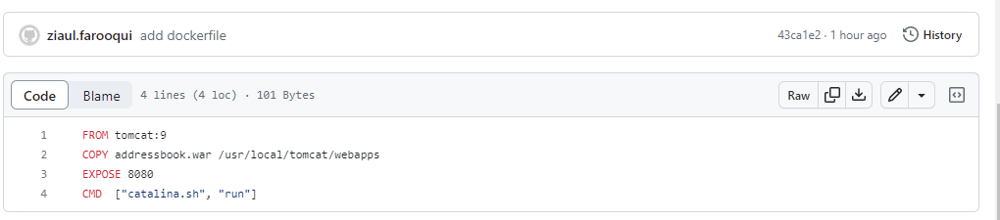 ziaul.farooqui add dockerfile 43ca1e2 · 1 hour ago History
Code Blame 4 lines (4 loc) · 101 Bytes Raw
1 FROM tomcat:9
2 COPY addressbook.war /usr/local/tomcat/webapps
3 EXPOSE 8080
4 CMD  ["catalina.sh", "run"]